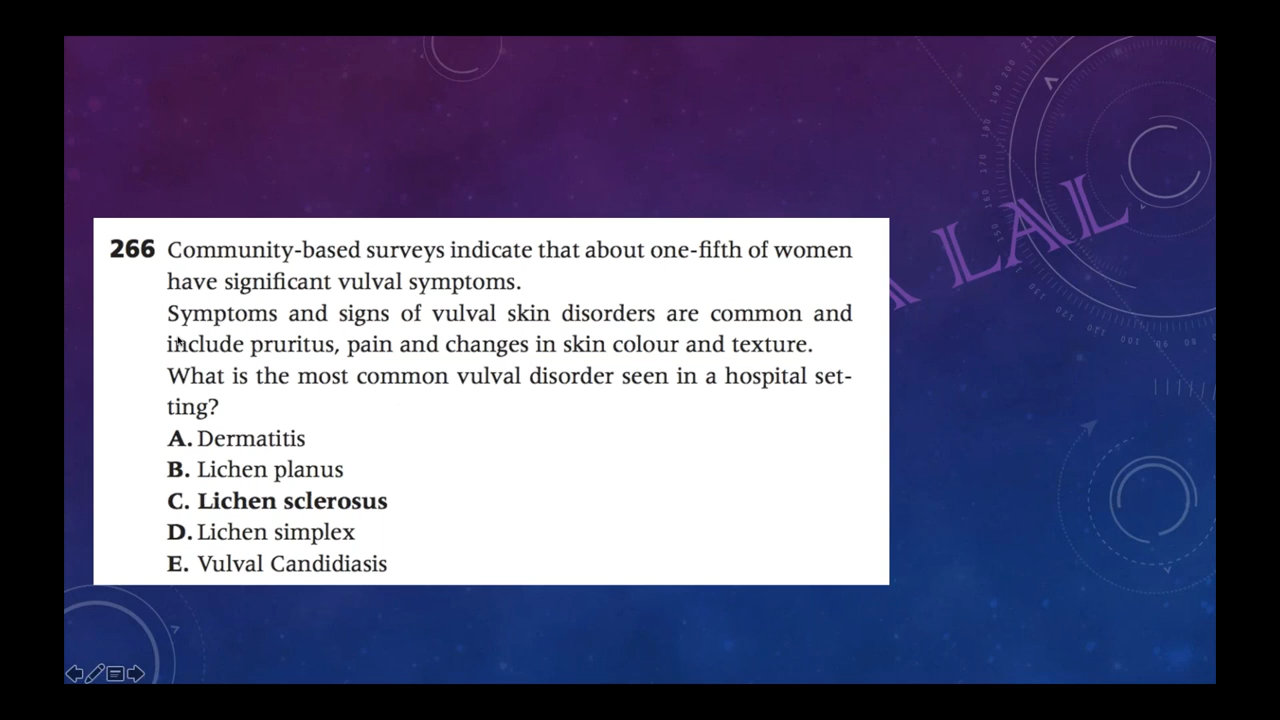 266 Community-based surveys indicate that about one-fifth of women
have significant vulval symptoms.
Symptoms and signs of vulval skin disorders are common and
include pruritus, pain and changes in skin colour and texture.
What is the most common vulval disorder seen in a hospital set-
ting?
A. Dermatitis
B. Lichen planus
C. Lichen sclerosus
D. Lichen simplex
E. Vulval Candidiasis
LAL